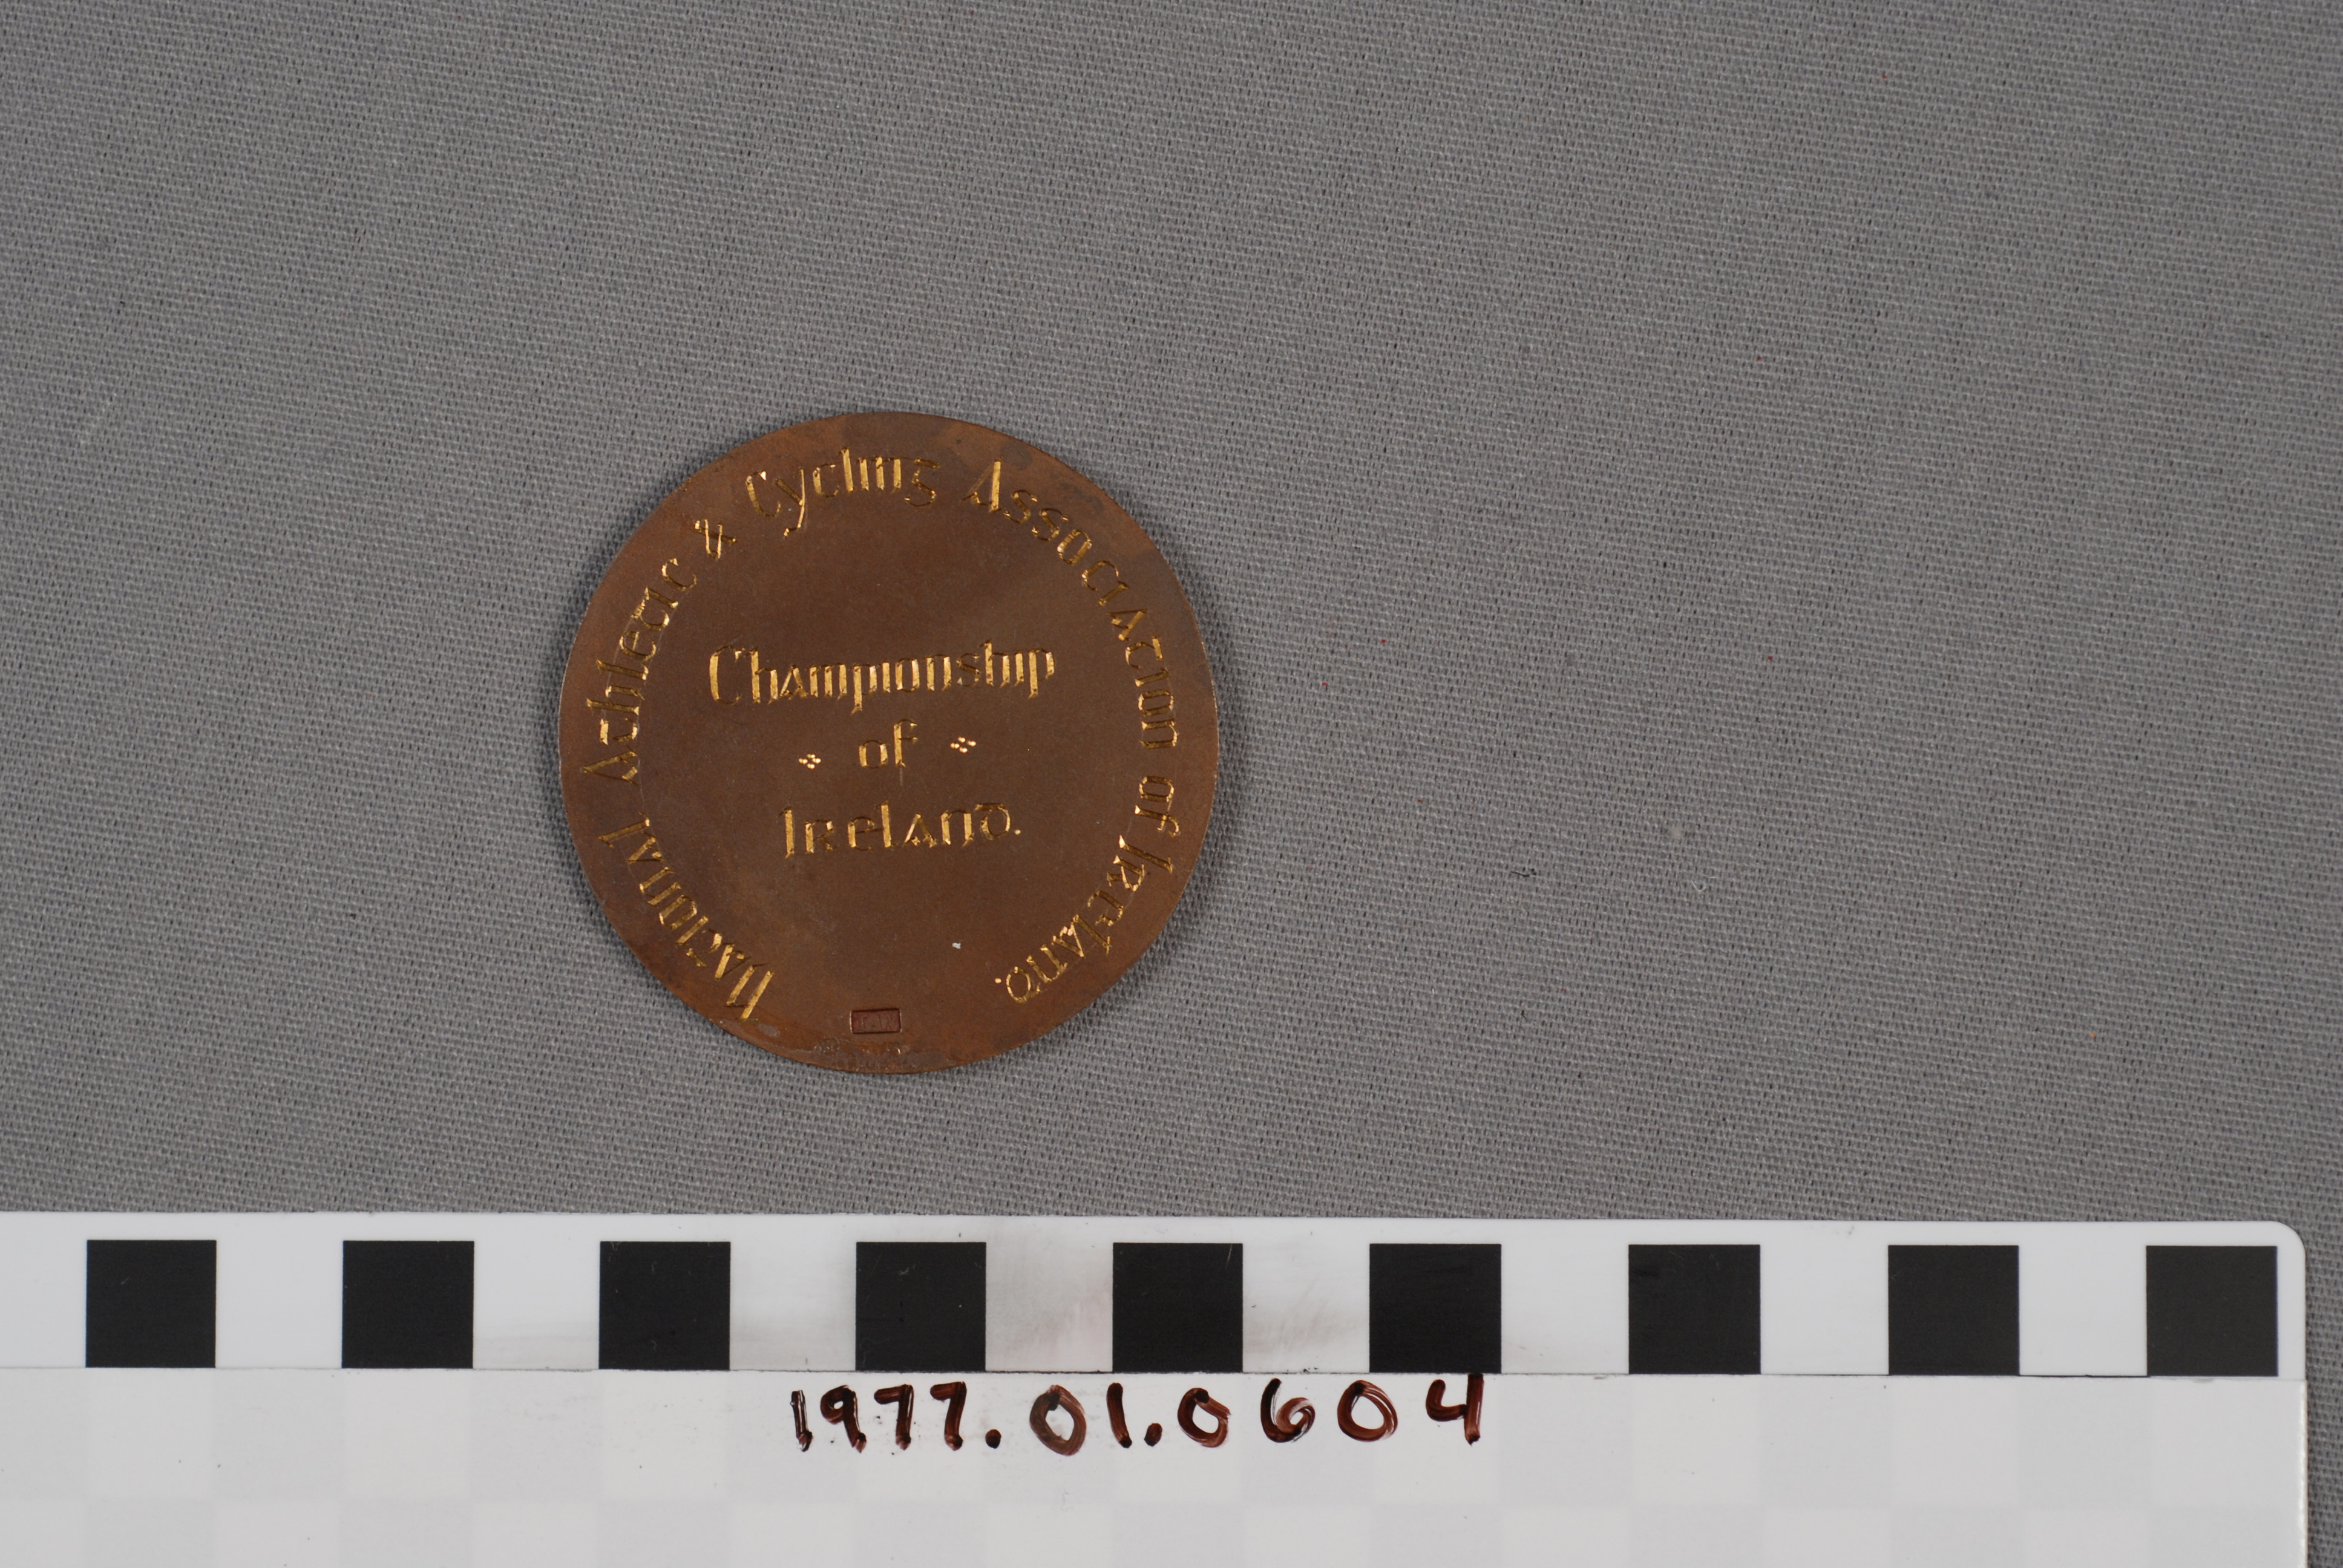 National Athletic & Cycling Association of Ireland.
Championship
of
Ireland.
1977.01.0604